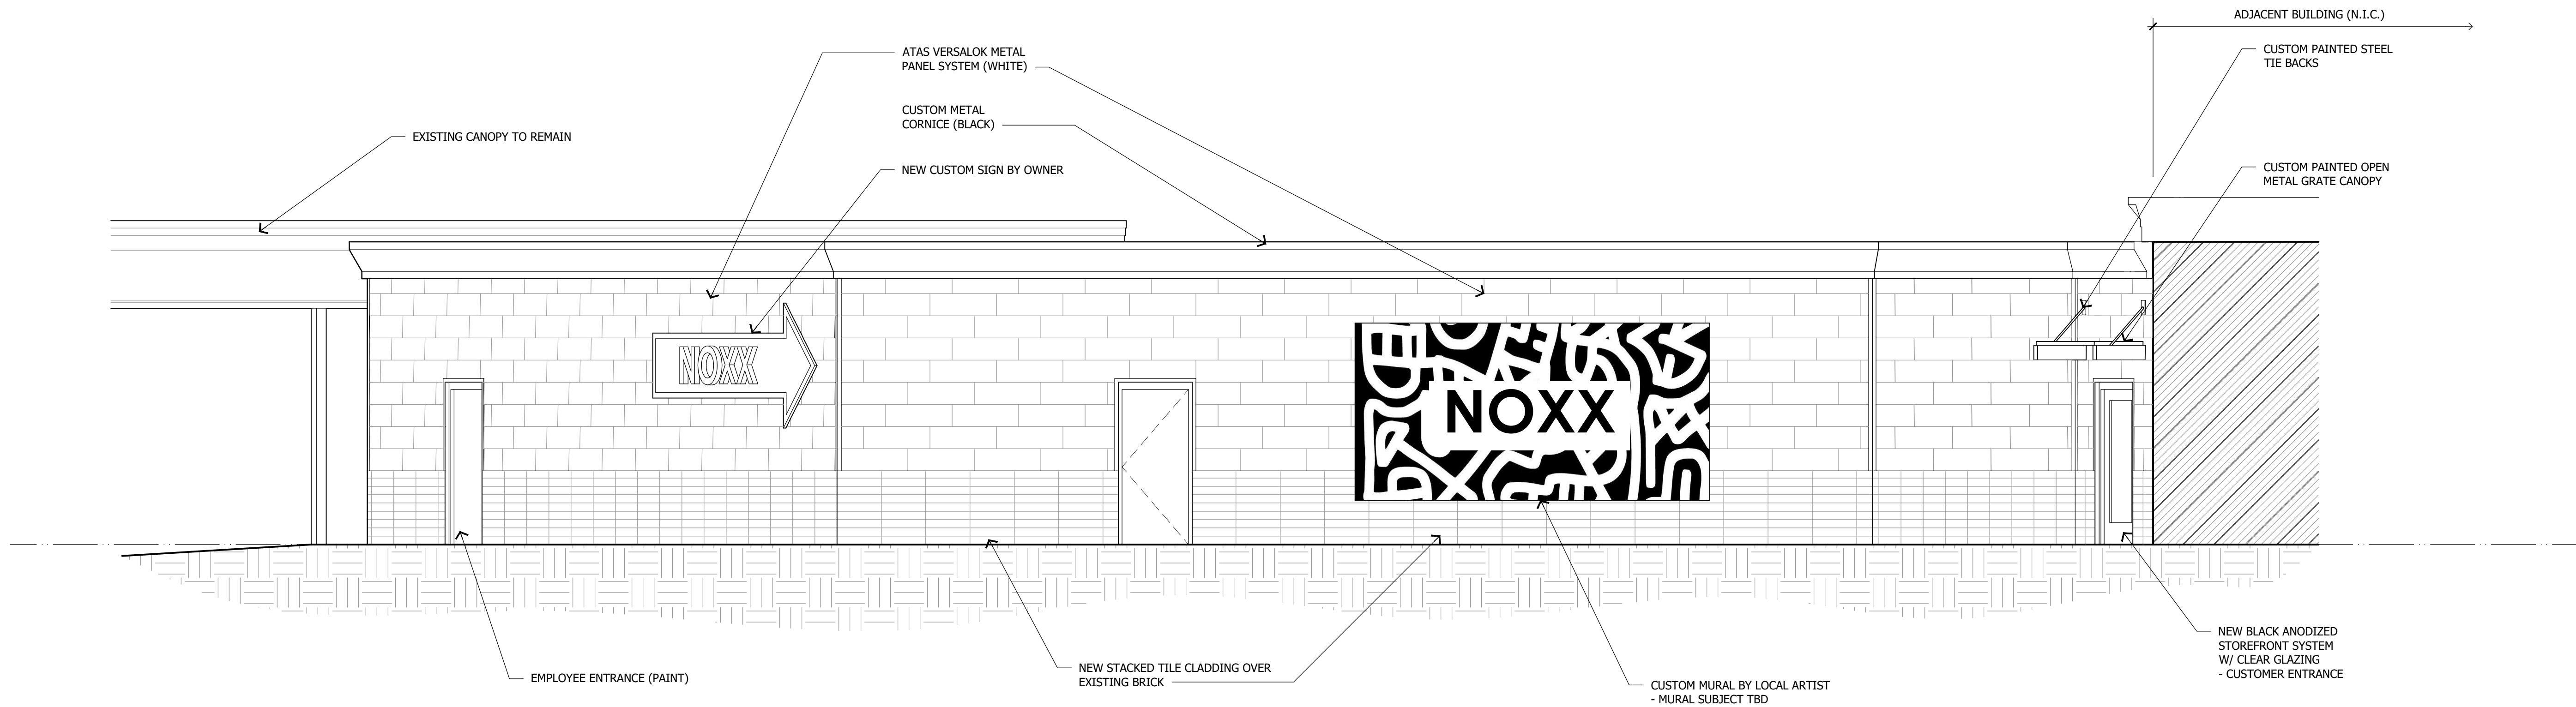 ADJACENT BUILDING (N.I.C.)
ATAS VERSALOK METAL
PANEL SYSTEM (WHITE)
CUSTOM PAINTED STEEL
TIE BACKS
CUSTOM METAL
CORNICE (BLACK)
EXISTING CANOPY TO REMAIN
NEW CUSTOM SIGN BY OWNER
CUSTOM PAINTED OPEN
METAL GRATE CANOPY
NOXX
NOXX
NEW BLACK ANODIZED
STOREFRONT SYSTEM
W/ CLEAR GLAZING
- CUSTOMER ENTRANCE
EMPLOYEE ENTRANCE (PAINT)
NEW STACKED TILE CLADDING OVER
EXISTING BRICK
CUSTOM MURAL BY LOCAL ARTIST
- MURAL SUBJECT TBD